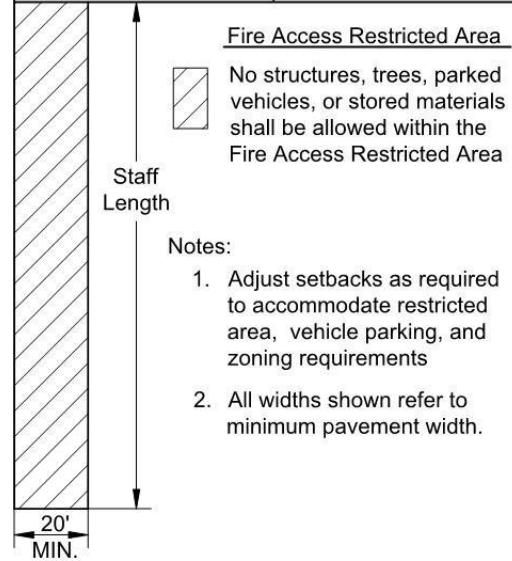 Fire Access Restricted Area
No structures, trees, parked
vehicles, or stored materials
shall be allowed within the
Fire Access Restricted Area
Staff
Length
Notes:
1. Adjust setbacks as required
to accommodate restricted
area, vehicle parking, and
zoning requirements
2. All widths shown refer to
minimum pavement width.
20'
MIN.